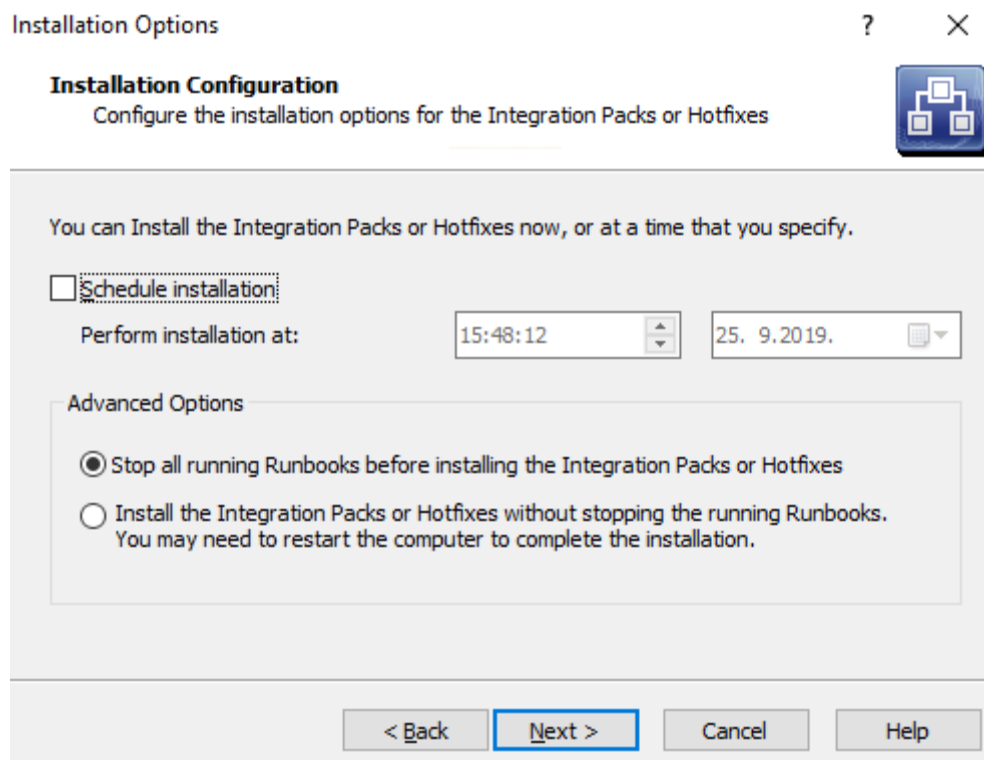 Installation Options
Installation Configuration
Configure the installation options for the Integration Packs or Hotfixes
You can Install the Integration Packs or Hotfixes now, or at a time that you specify.
Schedule installation
Perform installation at: 15:48:12 25. 9.2019.
Advanced Options
Stop all running Runbooks before installing the Integration Packs or Hotfixes
Install the Integration Packs or Hotfixes without stopping the running Runbooks.
You may need to restart the computer to complete the installation.
< Back Next > Cancel Help